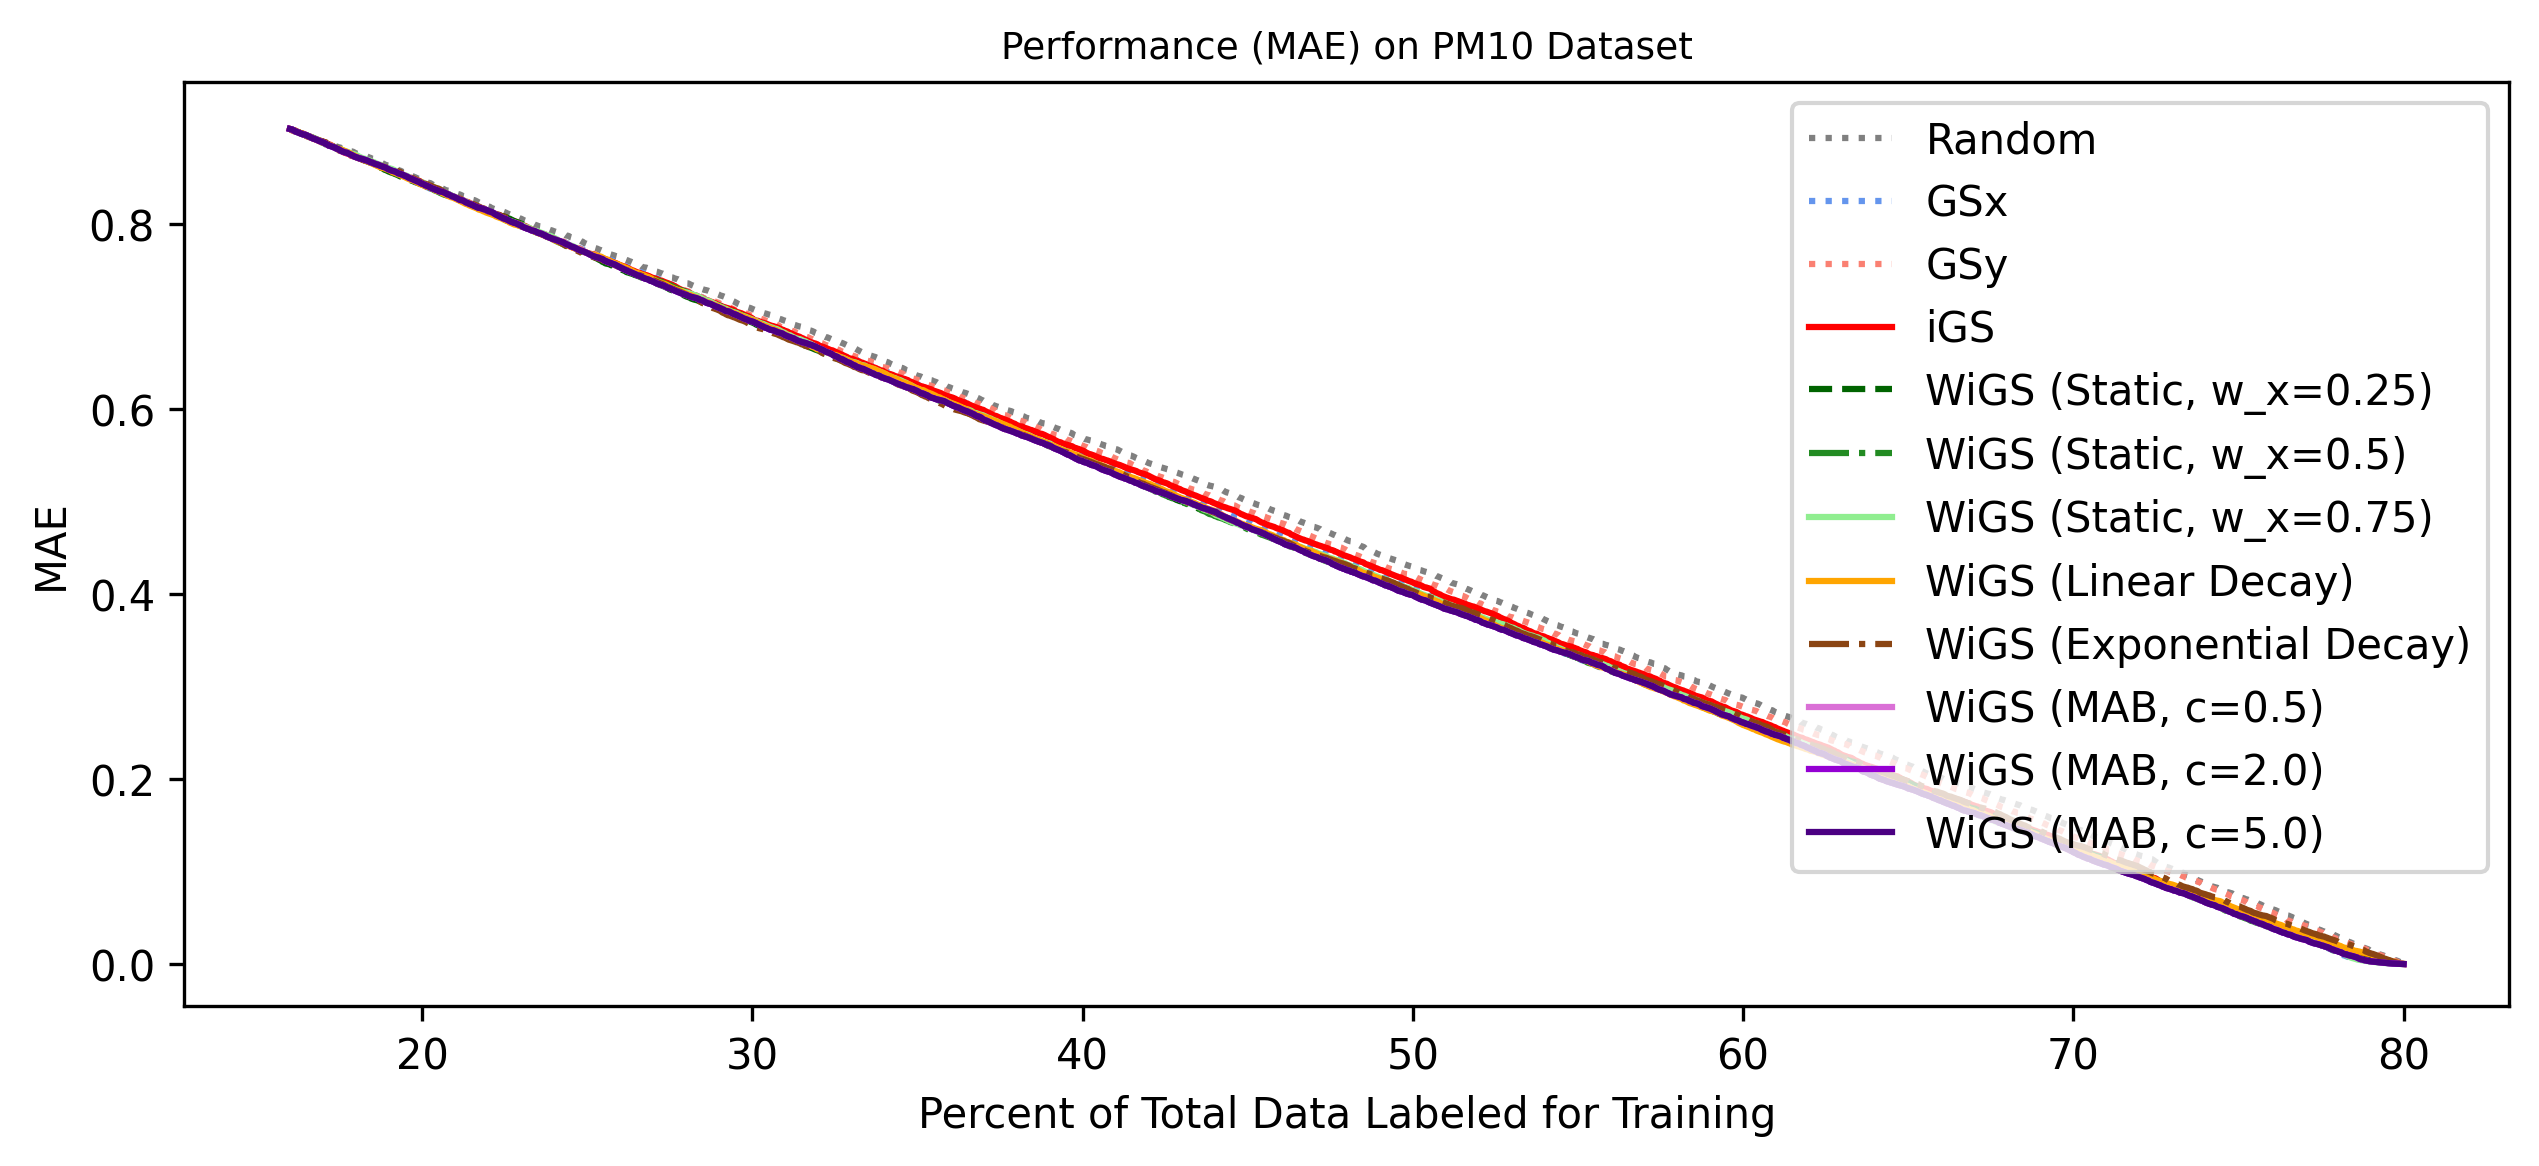 Performance (MAE) on PM10 Dataset
MAE
0.8
0.6
0.4
0.2
0.0
Random
GSx
GSy
iGS
WiGS (Static, w_x=0.25)
WiGS (Static, w_x=0.5)
WiGS (Static, w_x=0.75)
WiGS (Linear Decay)
WiGS (Exponential Decay)
WiGS (MAB, c=0.5)
WiGS (MAB, c=2.0)
WiGS (MAB, c=5.0)
20 30 40 50 60 70 80
Percent of Total Data Labeled for Training